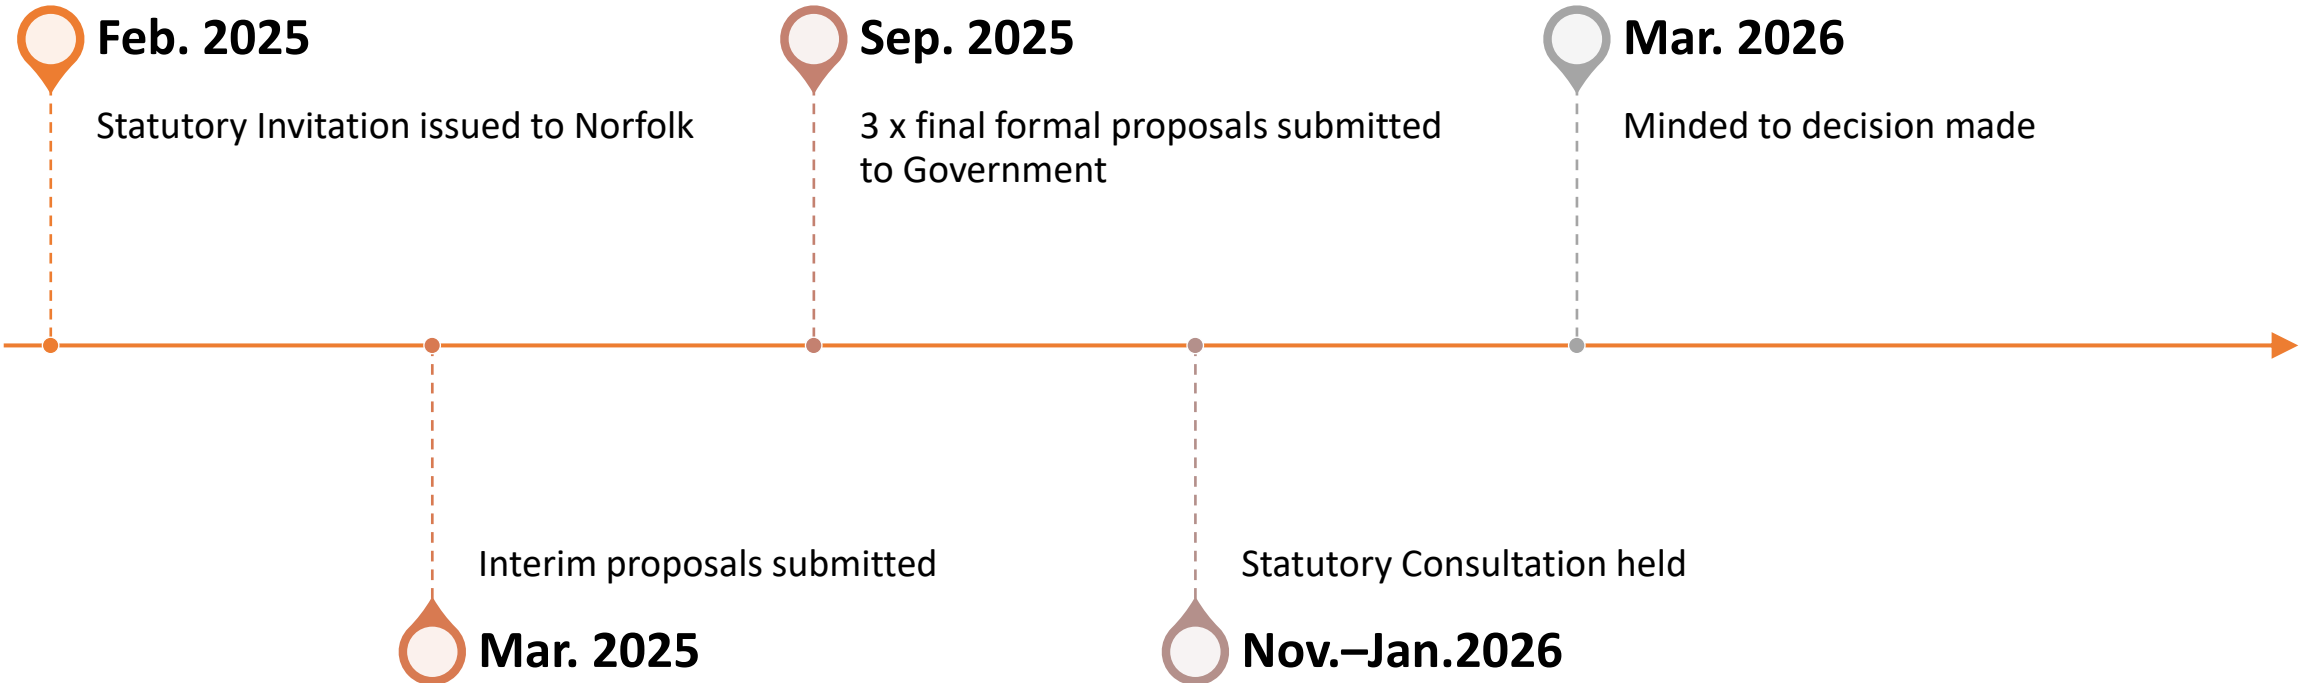 Feb. 2025
Statutory Invitation issued to Norfolk
Sep. 2025
3 x final formal proposals submitted
to Government
Mar. 2026
Minded to decision made
Interim proposals submitted
Mar. 2025
Statutory Consultation held
Nov.–Jan.2026